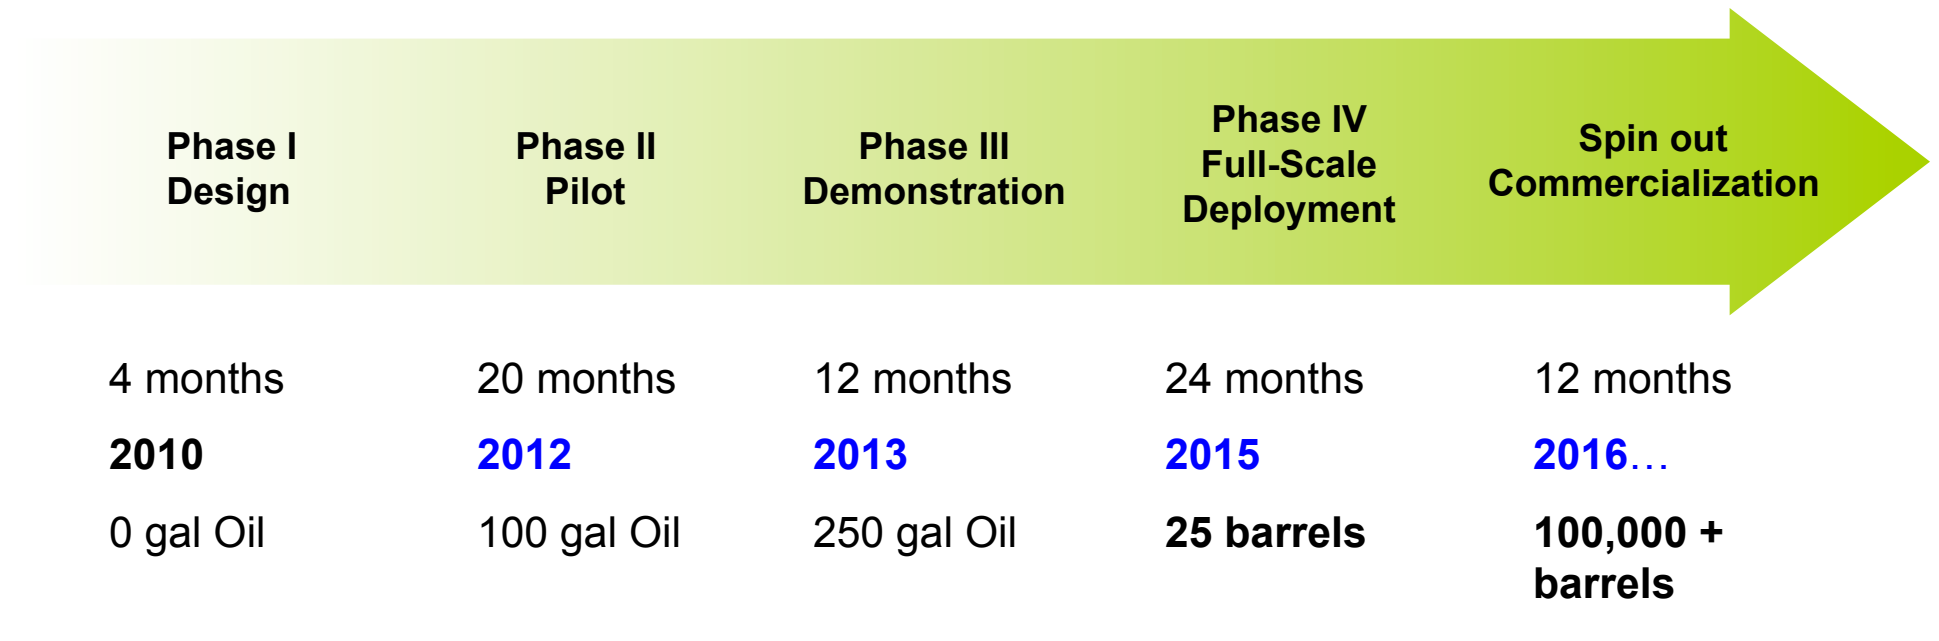 Phase I
Design
Phase II
Pilot
Phase III
Demonstration
Phase IV
Full-Scale
Deployment
Spin out
Commercialization
4 months
20 months
12 months
24 months
12 months
2010
2012
2013
2015
2016…
0 gal Oil
100 gal Oil
250 gal Oil
25 barrels
100,000 +
barrels